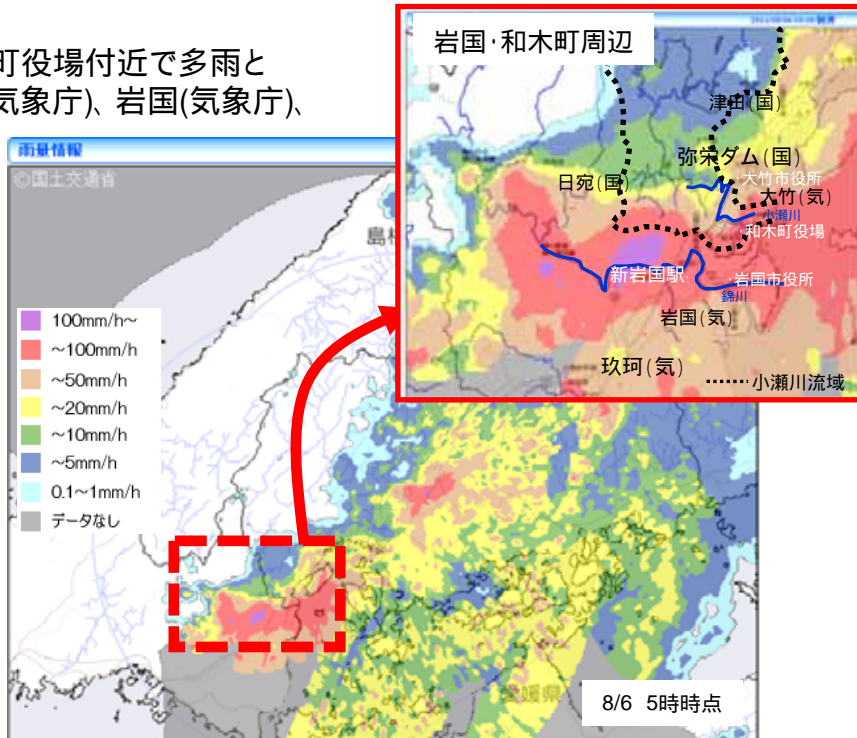 町役場付近で多雨と
気象庁)、岩国(気象庁)、
雨量情報
©国土交通省
100mm/h～
～100mm/h
～50mm/h
～20mm/h
～10mm/h
～5mm/h
0.1～1mm/h
データなし
愛媛県
8/6 5時時点
岩国・和木町周辺
津田(国)
弥栄ダム(国)
日宛(国)
大竹市役所
大竹(気)
小瀬川
和木町役場
新岩国駅
岩国市役所
錦川
岩国(気)
玖珂(気)
小瀬川流域